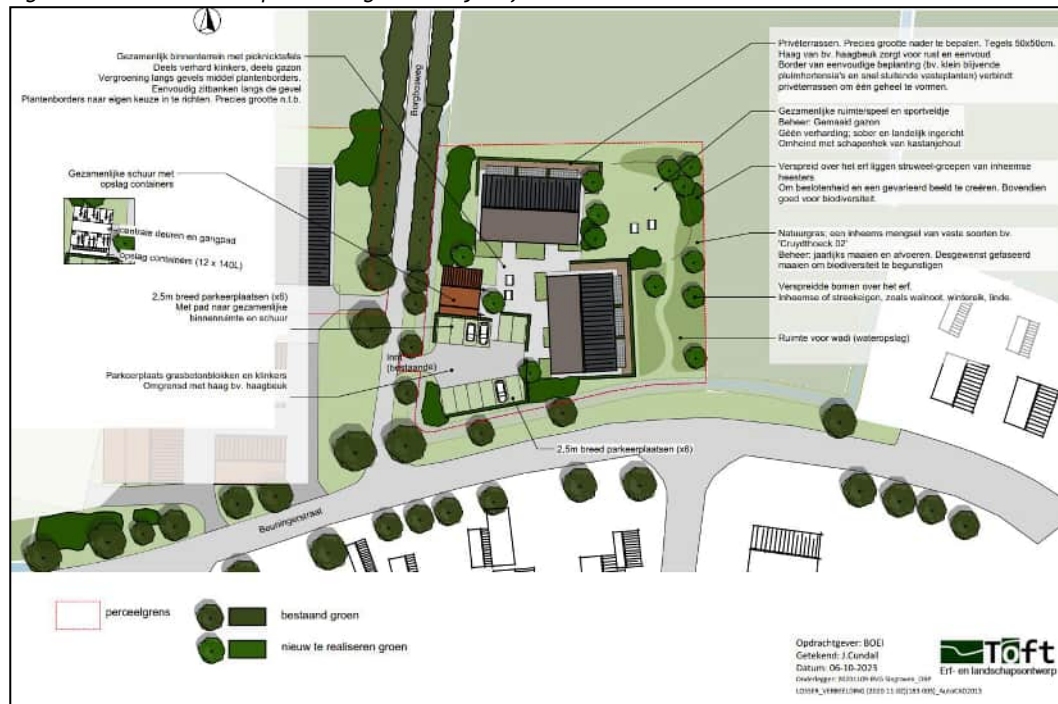 Gezamenlijk binnenterrein met picknicktafels
Deels verhard klinkers, deels gazon
Vergroening langs gevels middel plantenborders.
Eenvoudig zitbanken langs de gevel
Plantenborders naar eigen keuze in te richten. Precies grootte n.t.b.
Gezamenlijke schuur met
opslag containers
centrale deuren en gangpad
opslag containers (12 x 140L)
2,5m breed parkeerplaatsen (x6)
Met pad naar gezamenlijke
binnenruimte en schuur
Parkeerplaats grasbetonblokken en klinkers
Omgrensd met haag bv. haagbeuk
Borgbosweg
Inrit
(bestaande)
Privéterrassen. Precies grootte nader te bepalen. Tegels 50x50cm.
Haag van bv. haagbeuk zorgt voor rust en eenvoud
Border van eenvoudige beplanting (bv. klein blijvende
pluimhortensia's en snel sluitende vasteplanten) verbindt
privéterrassen om één geheel te vormen.
Gezamenlijke ruimte/speel en sportveldje
Beheer: Gemaaid gazon
Géén verharding; sober en landelijk ingericht
Omheind met schapenhek van kastanjehout
Verspreid over het erf liggen struweel-groepen van inheemse
heesters
Om beslotenheid en een gevarieerd beeld te creëren. Bovendien
goed voor biodiversiteit.
Natuurgras; een inheems mengsel van vaste soorten bv.
'Cruydthoeck 02'
Beheer: jaarlijks maaien en afvoeren. Desgewenst gefaseerd
maaien om biodiversiteit te begunstigen
Verspreidde bomen over het erf.
Inheemse of streekeigen, zoals walnoot, wintereik, linde.
Ruimte voor wadi (wateropslag)
2,5m breed parkeerplaatsen (x6)
Beuningerstraat
perceelgrens
bestaand groen
nieuw te realiseren groen
Opdrachtgever: BOEi
Getekend: J.Cundall
Datum: 06-10-2023
Töft
Erf- en landschapsontwerp